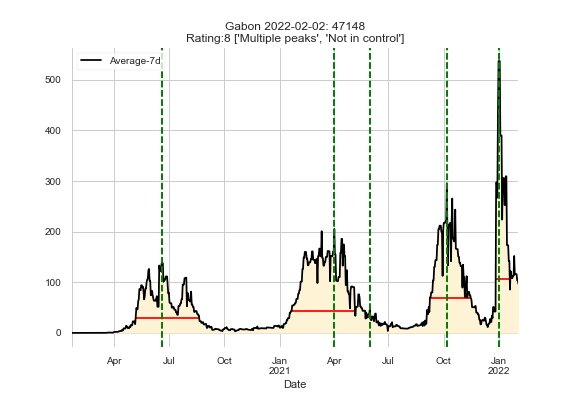 Gabon 2022-02-02: 47148
Rating:8 ['Multiple peaks', 'Not in control']
Average-7d
500
400
300
200
100
0
Apr Jul Oct Jan Apr Jul Oct Jan
2021 2022
Date